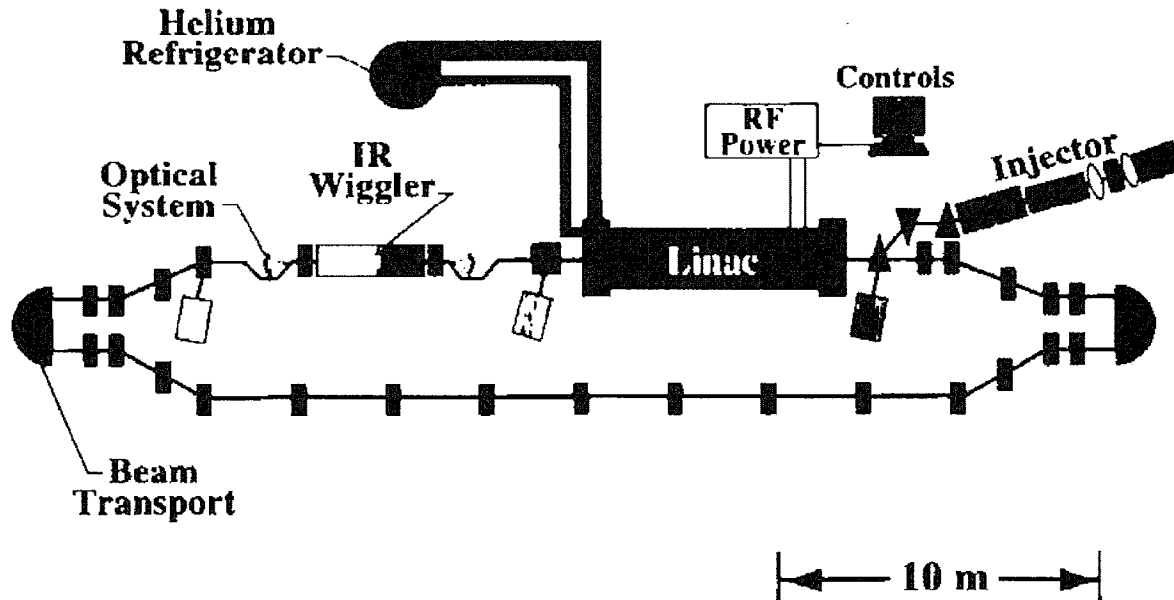 Helium
Refrigerator
Controls
RF
Power
Injector
IR
Wiggler
Optical
System
Linac
Beam
Transport
10 m